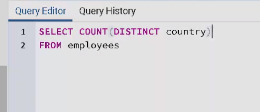 Query Editor Query History
1 SELECT COUNT(DISTINCT country)
2 FROM employees